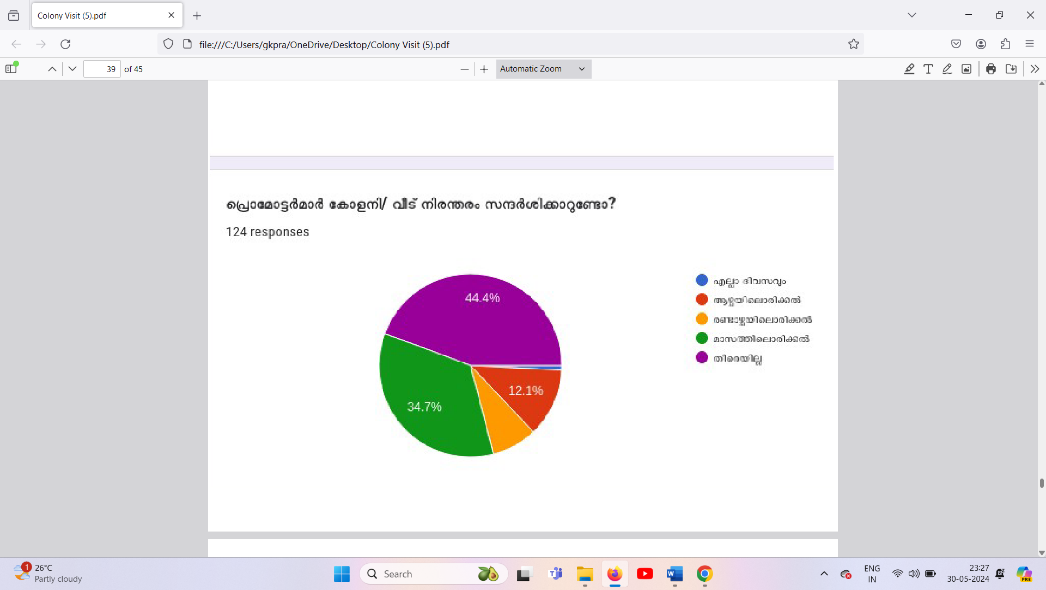 Colony Visit (5).pdf
file:///C:/Users/gkpra/OneDrive/Desktop/Colony Visit (5).pdf
39 of 45
Automatic Zoom
പ്രൊമോട്ടർമാർ കോളനി/ വീട് നിരന്തരം സന്ദർശിക്കാറുണ്ടോ?
124 responses
44.4%
12.1%
34.7%
എല്ലാ ദിവസവും
ആഴ്ചയിലൊരിക്കൽ
രണ്ടാഴ്ചയിലൊരിക്കൽ
മാസത്തിലൊരിക്കൽ
തിരെയില്ല
1
26°C
Partly cloudy
Search
ENG
IN
23:27
30-05-2024